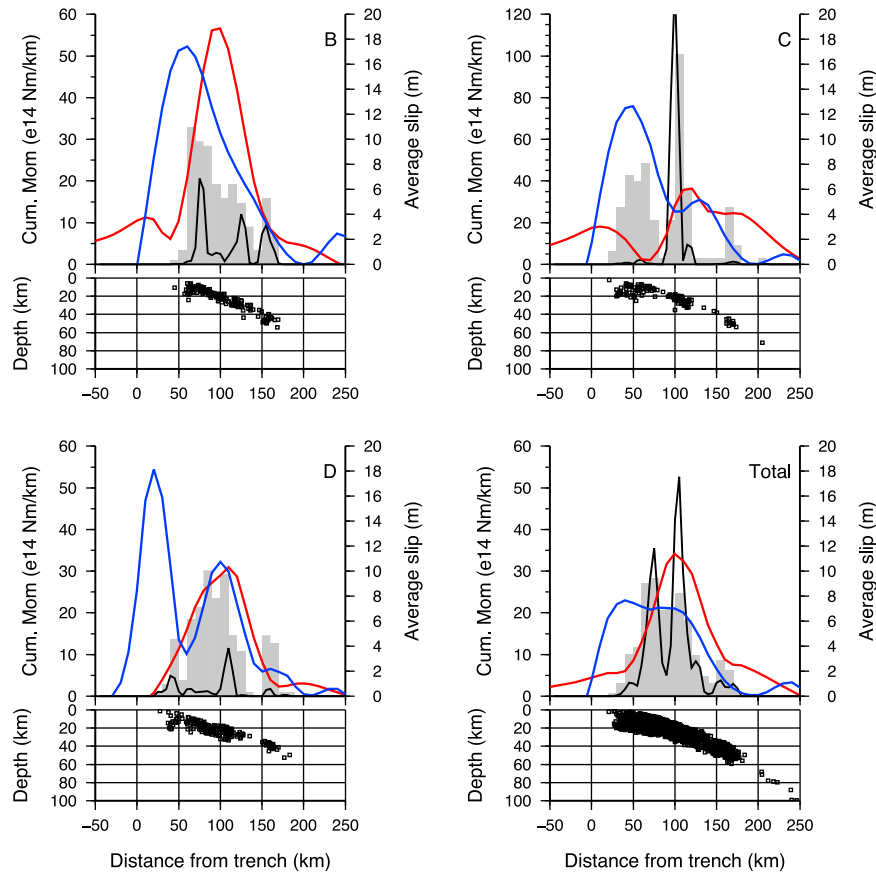 60 20 120 20
B C
50 18 100 18
16 16
40 14 80 14
12 12
30 10 60 10
8 8
20 6 40 6
10 4 20 4
2 2
0 0 0 0
Cum. Mom (e14 Nm/km) Average slip (m) Cum. Mom (e14 Nm/km) Average slip (m)
0 0
20 20
40 40
60 60
80 80
100 100
Depth (km) Depth (km)
−50 0 50 100 150 200 250 −50 0 50 100 150 200 250
60 20 60 20
D Total
50 18 50 18
16 16
40 14 40 14
12 12
30 10 30 10
8 8
20 6 20 6
10 4 10 4
2 2
0 0 0 0
Cum. Mom (e14 Nm/km) Average slip (m) Cum. Mom (e14 Nm/km) Average slip (m)
0 0
20 20
40 40
60 60
80 80
100 100
Depth (km) Depth (km)
−50 0 50 100 150 200 250 −50 0 50 100 150 200 250
Distance from trench (km) Distance from trench (km)